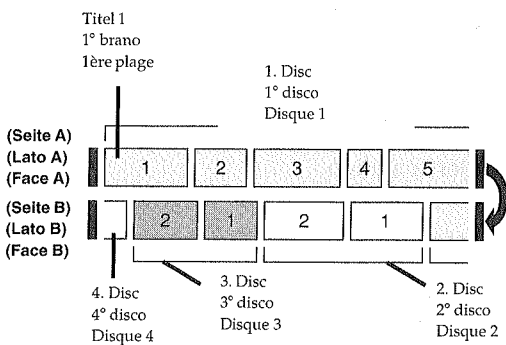 Titel 1
1° brano
1ère plage
1. Disc
1° disco
Disque 1
(Seite A)
(Lato A)
(Face A)
1 2 3 4 5
(Seite B)
(Lato B)
(Face B)
2 1 2 1
4. Disc
4° disco
Disque 4
3. Disc
3° disco
Disque 3
2. Disc
2° disco
Disque 2